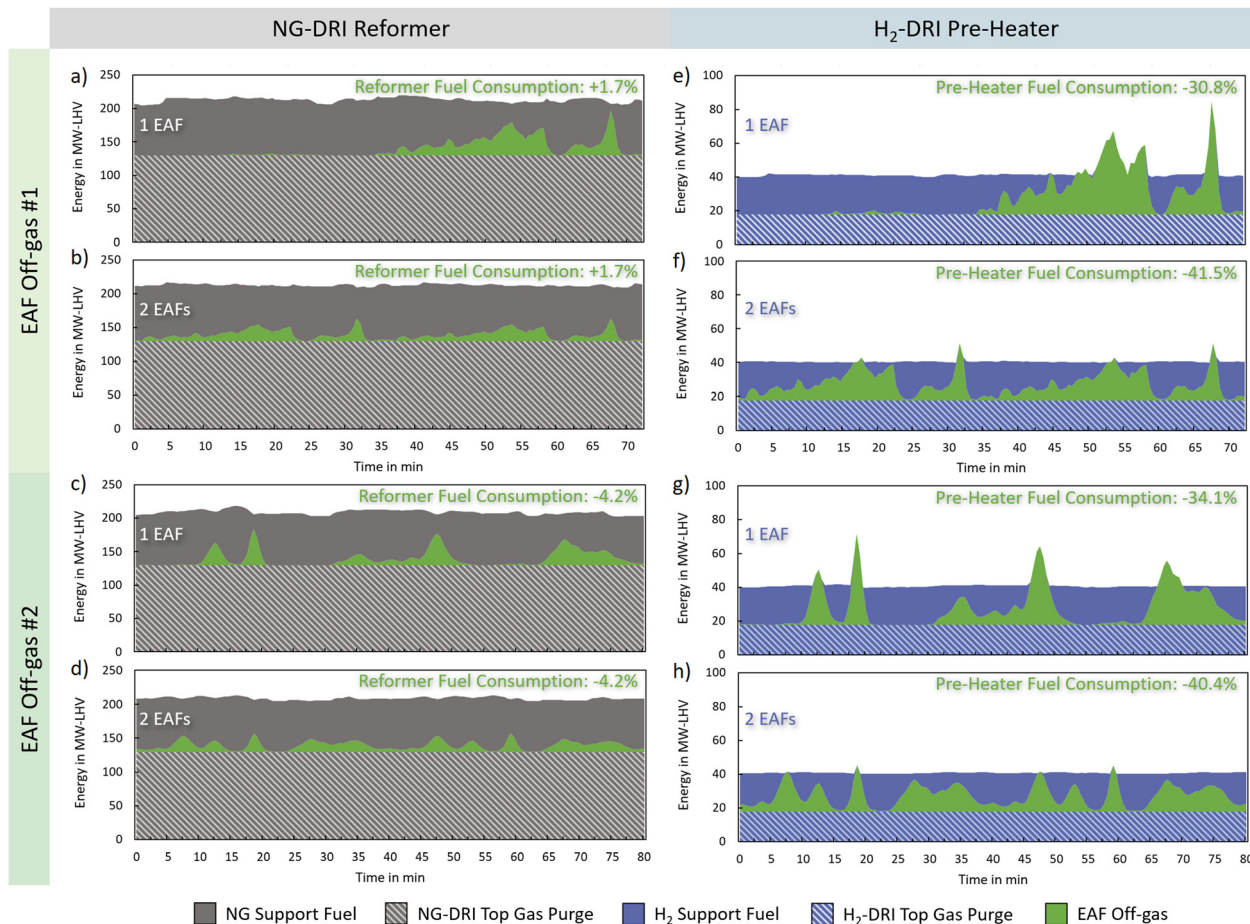 NG-DRI Reformer
H₂-DRI Pre-Heater
EAF Off-gas #1
a)
Energy in MW-LHV
250
200
150
100
50
0
1 EAF
Reformer Fuel Consumption: +1.7%
e)
Energy in MW-LHV
100
80
60
40
20
0
1 EAF
Pre-Heater Fuel Consumption: -30.8%
b)
Energy in MW-LHV
250
200
150
100
50
0
2 EAFs
Reformer Fuel Consumption: +1.7%
0 5 10 15 20 25 30 35 40 45 50 55 60 65 70
Time in min
f)
Energy in MW-LHV
100
80
60
40
20
0
2 EAFs
Pre-Heater Fuel Consumption: -41.5%
0 5 10 15 20 25 30 35 40 45 50 55 60 65 70
Time in min
EAF Off-gas #2
c)
Energy in MW-LHV
250
200
150
100
50
0
1 EAF
Reformer Fuel Consumption: -4.2%
g)
Energy in MW-LHV
100
80
60
40
20
0
1 EAF
Pre-Heater Fuel Consumption: -34.1%
d)
Energy in MW-LHV
250
200
150
100
50
0
2 EAFs
Reformer Fuel Consumption: -4.2%
0 5 10 15 20 25 30 35 40 45 50 55 60 65 70 75 80
Time in min
h)
Energy in MW-LHV
100
80
60
40
20
0
2 EAFs
Pre-Heater Fuel Consumption: -40.4%
0 5 10 15 20 25 30 35 40 45 50 55 60 65 70 75 80
Time in min
NG Support Fuel
NG-DRI Top Gas Purge
H₂ Support Fuel
H₂-DRI Top Gas Purge
EAF Off-gas